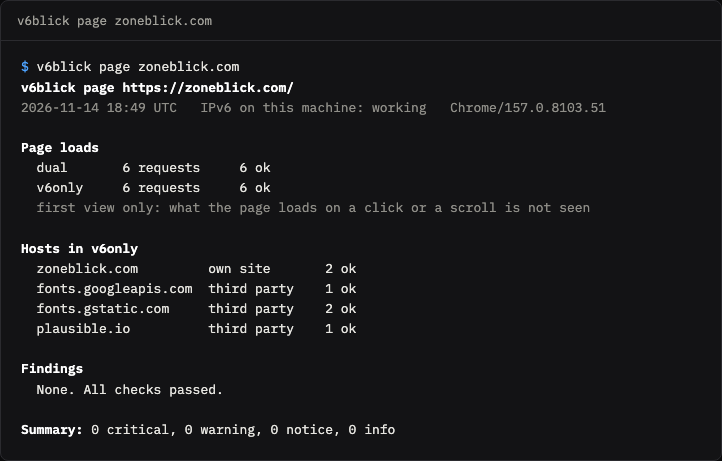 v6blick page zoneblick.com
$ v6blick page zoneblick.com
v6blick page https://zoneblick.com/
2026-11-14 18:49 UTC   IPv6 on this machine: working   Chrome/157.0.8103.51
Page loads
dual       6 requests     6 ok
v6only     6 requests     6 ok
first view only: what the page loads on a click or a scroll is not seen
Hosts in v6only
zoneblick.com         own site       2 ok
fonts.googleapis.com  third party    1 ok
fonts.gstatic.com     third party    2 ok
plausible.io          third party    1 ok
Findings
None. All checks passed.
Summary: 0 critical, 0 warning, 0 notice, 0 info